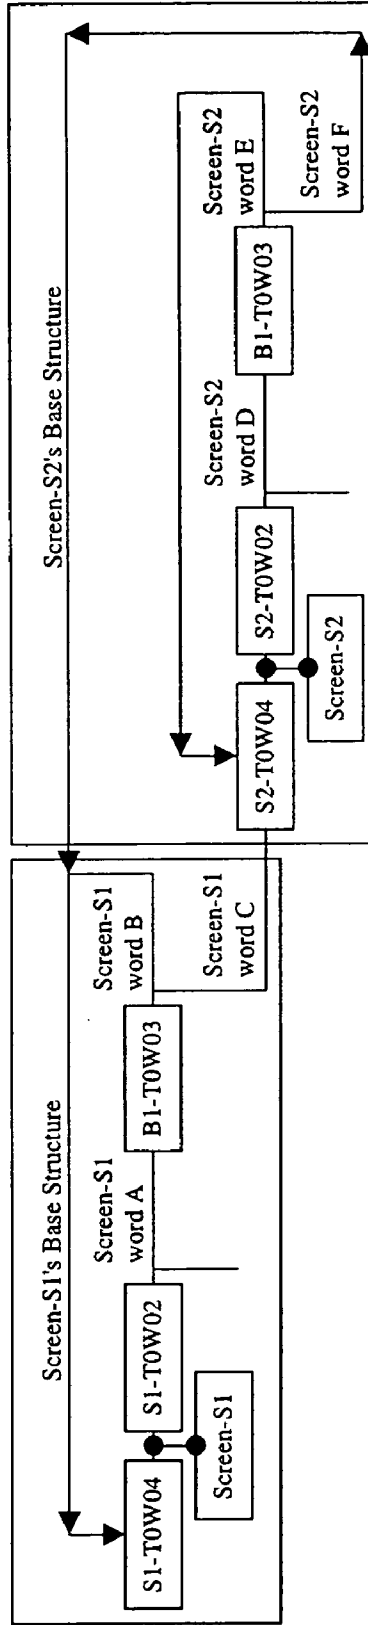 Screen-S1's Base Structure
S1-T0W04
S1-T0W02
Screen-S1
Screen-S1
word A
B1-T0W03
Screen-S1
word B
Screen-S1
word C
Screen-S2's Base Structure
S2-T0W04
S2-T0W02
Screen-S2
Screen-S2
word D
B1-T0W03
Screen-S2
word E
Screen-S2
word F